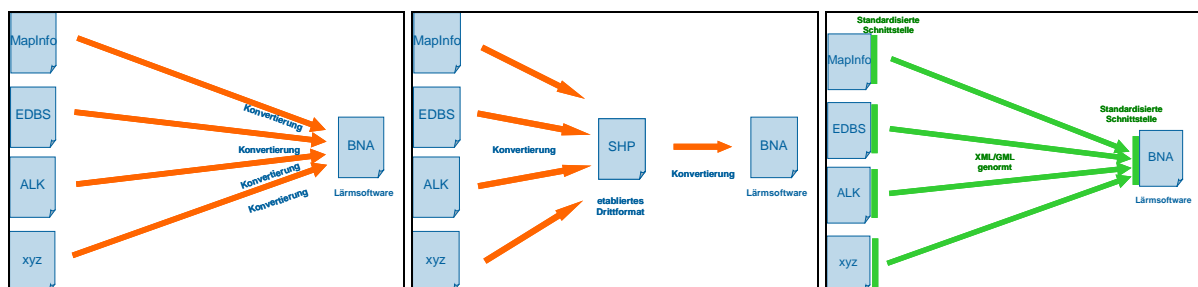 MapInfo
EDBS
ALK
xyz
Konvertierung
Konvertierung
Konvertierung
Konvertierung
BNA
Lärmsoftware
MapInfo
EDBS
ALK
xyz
Konvertierung
SHP
etabliertes
Drittformat
Konvertierung
BNA
Lärmsoftware
Standardisierte
Schnittstelle
MapInfo
EDBS
ALK
xyz
XML/GML
genormt
Standardisierte
Schnittstelle
BNA
Lärmsoftware